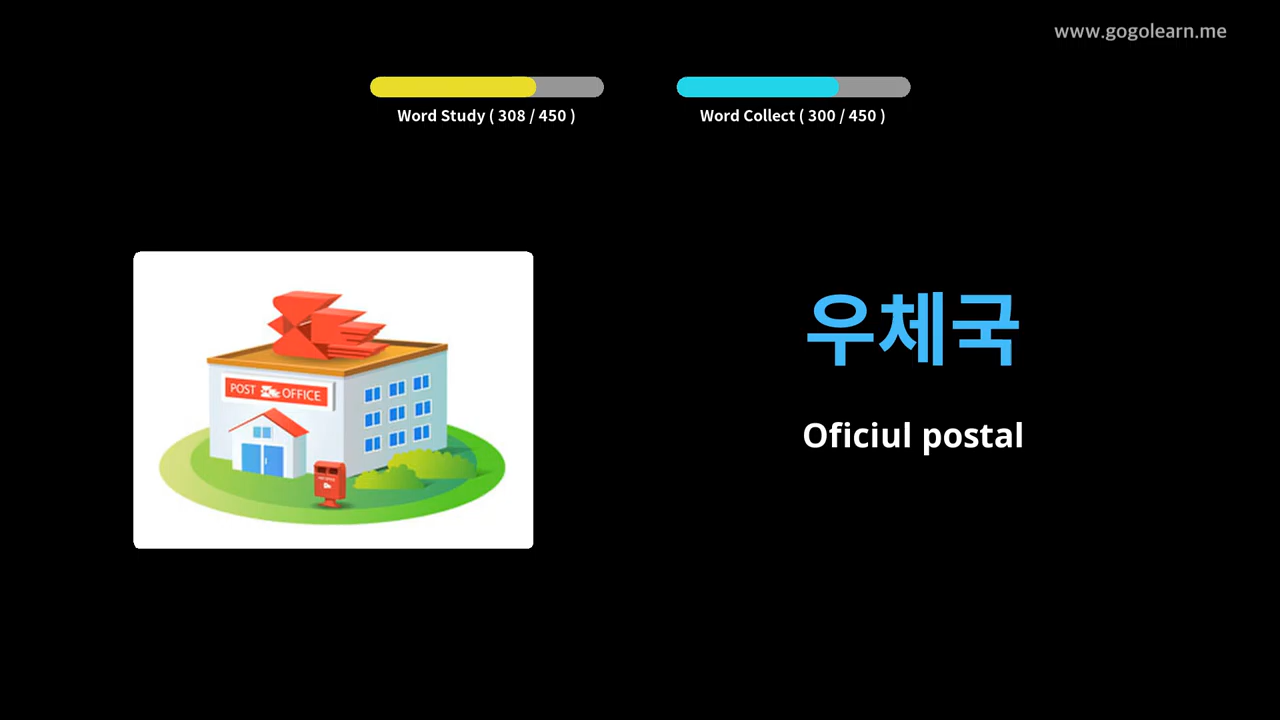 www.gogolearn.me
Word Study ( 308 / 450 )
Word Collect ( 300 / 450 )
POST OFFICE
우체국
Oficiul postal